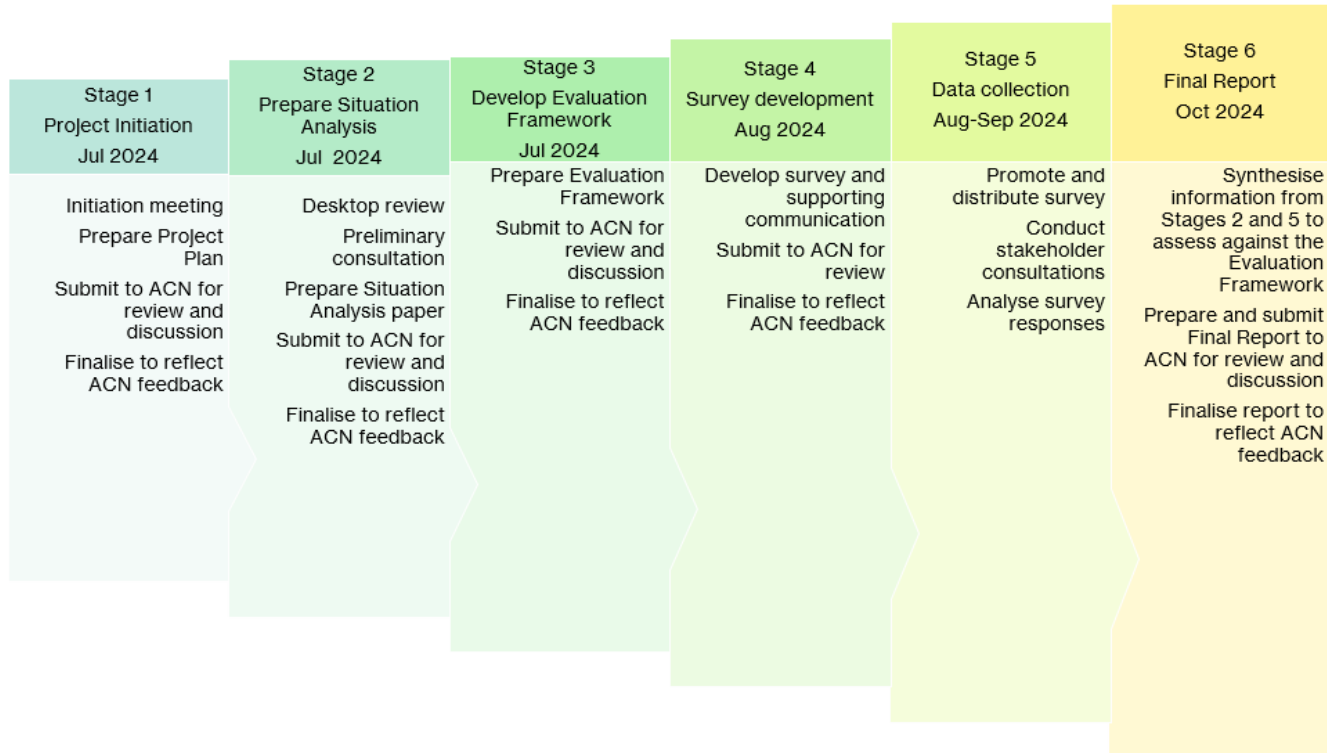 Stage 1
Project Initiation
Jul 2024
Initiation meeting
Prepare Project
Plan
Submit to ACN for
review and
discussion
Finalise to reflect
ACN feedback
Stage 2
Prepare Situation
Analysis
Jul 2024
Desktop review
Preliminary
consultation
Prepare Situation
Analysis paper
Submit to ACN for
review and
discussion
Finalise to reflect
ACN feedback
Stage 3
Develop Evaluation
Framework
Jul 2024
Prepare Evaluation
Framework
Submit to ACN for
review and
discussion
Finalise to reflect
ACN feedback
Stage 4
Survey development
Aug 2024
Develop survey and
supporting
communication
Submit to ACN for
review
Finalise to reflect
ACN feedback
Stage 5
Data collection
Aug-Sep 2024
Promote and
distribute survey
Conduct
stakeholder
consultations
Analyse survey
responses
Stage 6
Final Report
Oct 2024
Synthesise
information from
Stages 2 and 5 to
assess against the
Evaluation
Framework
Prepare and submit
Final Report to
ACN for review and
discussion
Finalise report to
reflect ACN
feedback